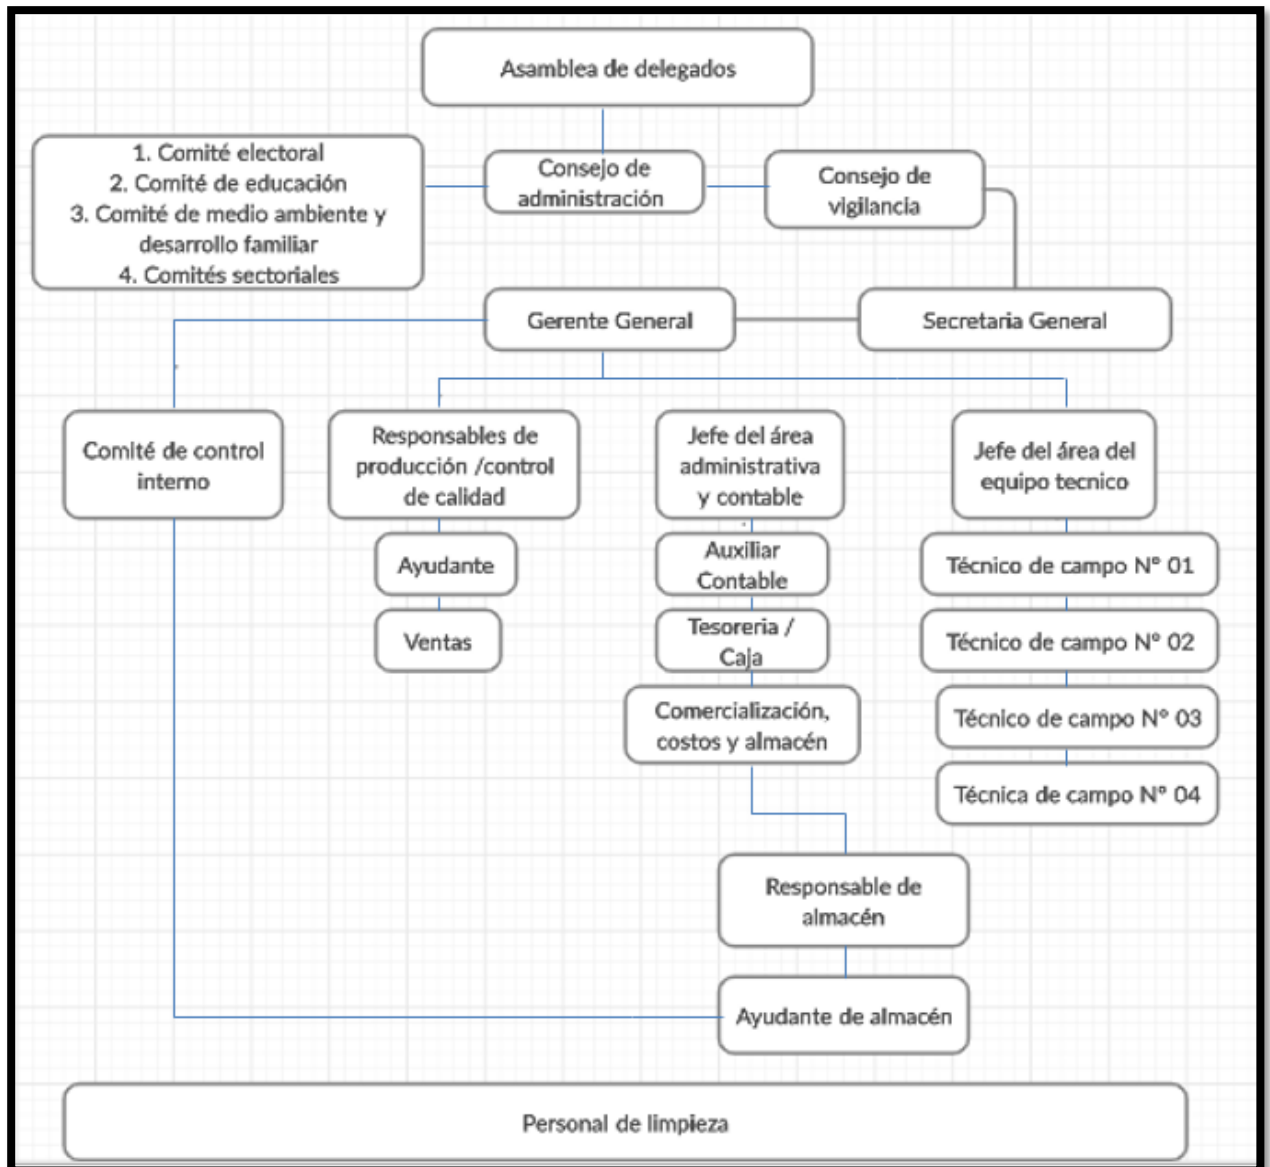 Asamblea de delegados
1. Comité electoral
2. Comité de educación
3. Comité de medio ambiente y
desarrollo familiar
4. Comités sectoriales
Consejo de
administración
Consejo de
vigilancia
Gerente General
Secretaria General
Comité de control
interno
Responsables de
producción /control
de calidad
Jefe del área
administrativa
y contable
Jefe del área del
equipo tecnico
Ayudante
Ventas
Auxiliar
Contable
Tesoreria /
Caja
Comercialización,
costos y almacén
Técnico de campo N° 01
Técnico de campo N° 02
Técnico de campo N° 03
Técnica de campo N° 04
Responsable de
almacén
Ayudante de almacén
Personal de limpieza